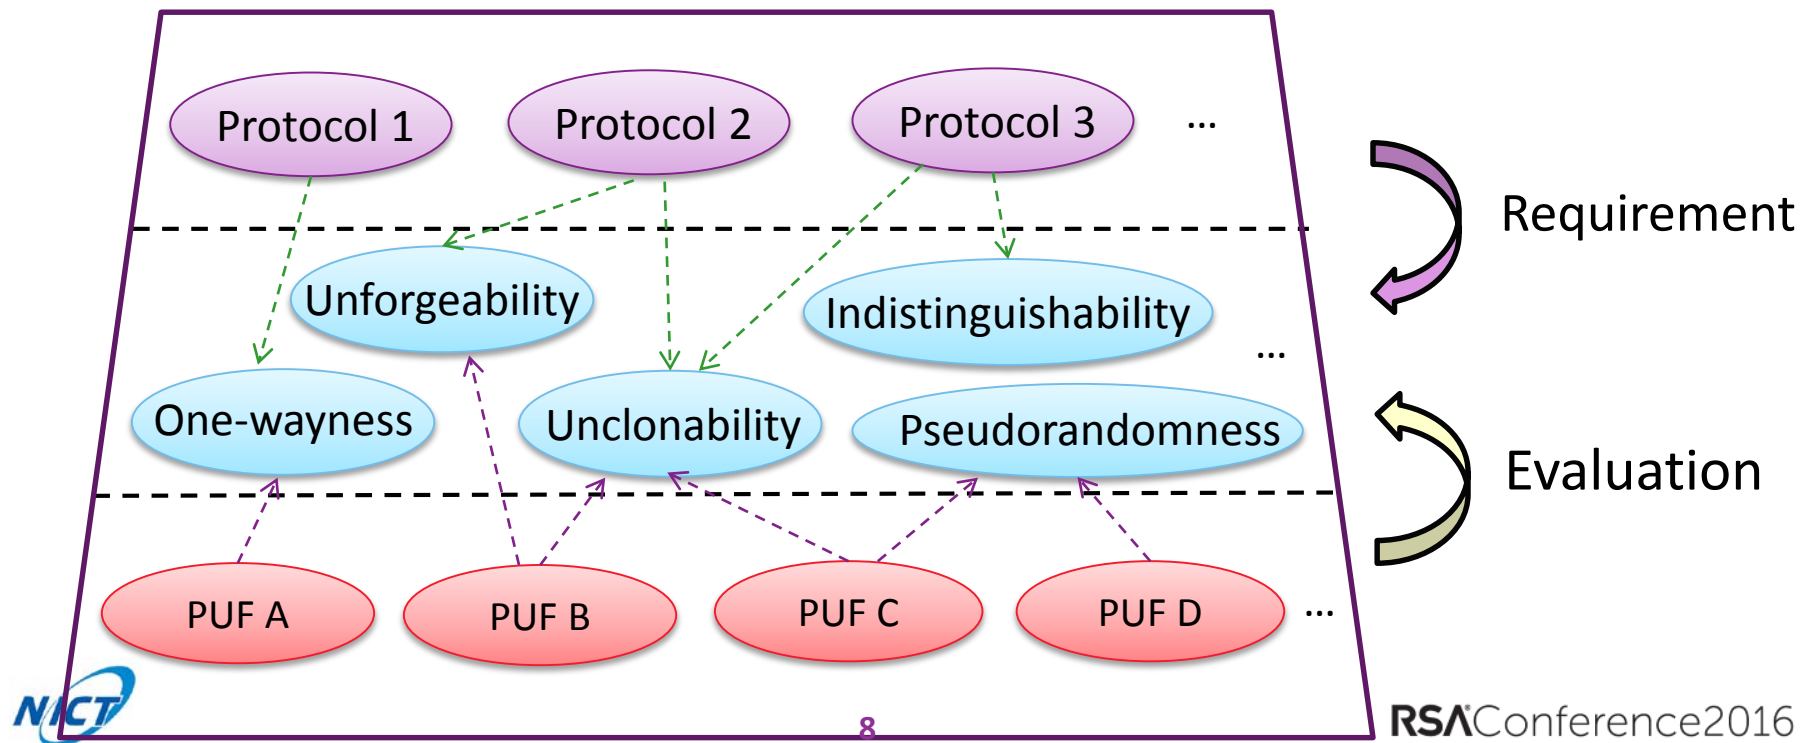 Protocol 1
Protocol 2
Protocol 3
...
Requirement
Unforgeability
Indistinguishability
...
One-wayness
Unclonability
Pseudorandomness
Evaluation
PUF A
PUF B
PUF C
PUF D
...
NICT
8
RSAConference2016